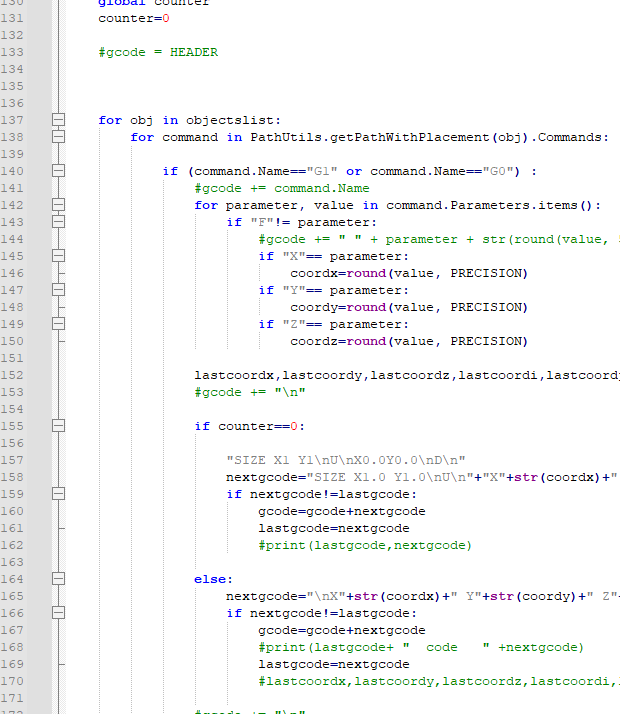 130 global counter
131 counter=0
132
133 #gcode = HEADER
134
135
136
137 for obj in objectslist:
138 for command in PathUtils.getPathWithPlacement(obj).Commands:
139
140 if (command.Name=="G1" or command.Name=="G0") :
141 #gcode += command.Name
142 for parameter, value in command.Parameters.items():
143 if "F"!= parameter:
144 #gcode += " " + parameter + str(round(value,
145 if "X"== parameter:
146 coordx=round(value, PRECISION)
147 if "Y"== parameter:
148 coordy=round(value, PRECISION)
149 if "Z"== parameter:
150 coordz=round(value, PRECISION)
151
152 lastcoordx,lastcoordy,lastcoordz,lastcoordi,lastcoord
153 #gcode += "\n"
154
155 if counter==0:
156
157 "SIZE X1 Y1\nU\nX0.0Y0.0\nD\n"
158 nextgcode="SIZE X1.0 Y1.0\nU\n"+"X"+str(coordx)+"
159 if nextgcode!=lastgcode:
160 gcode=gcode+nextgcode
161 lastgcode=nextgcode
162 #print(lastgcode,nextgcode)
163
164 else:
165 nextgcode="\nX"+str(coordx)+" Y"+str(coordy)+" Z"
166 if nextgcode!=lastgcode:
167 gcode=gcode+nextgcode
168 #print(lastgcode+ "  code   " +nextgcode)
169 lastgcode=nextgcode
170 #lastcoordx,lastcoordy,lastcoordz,lastcoordi,
171
172 #gcode += "\n"